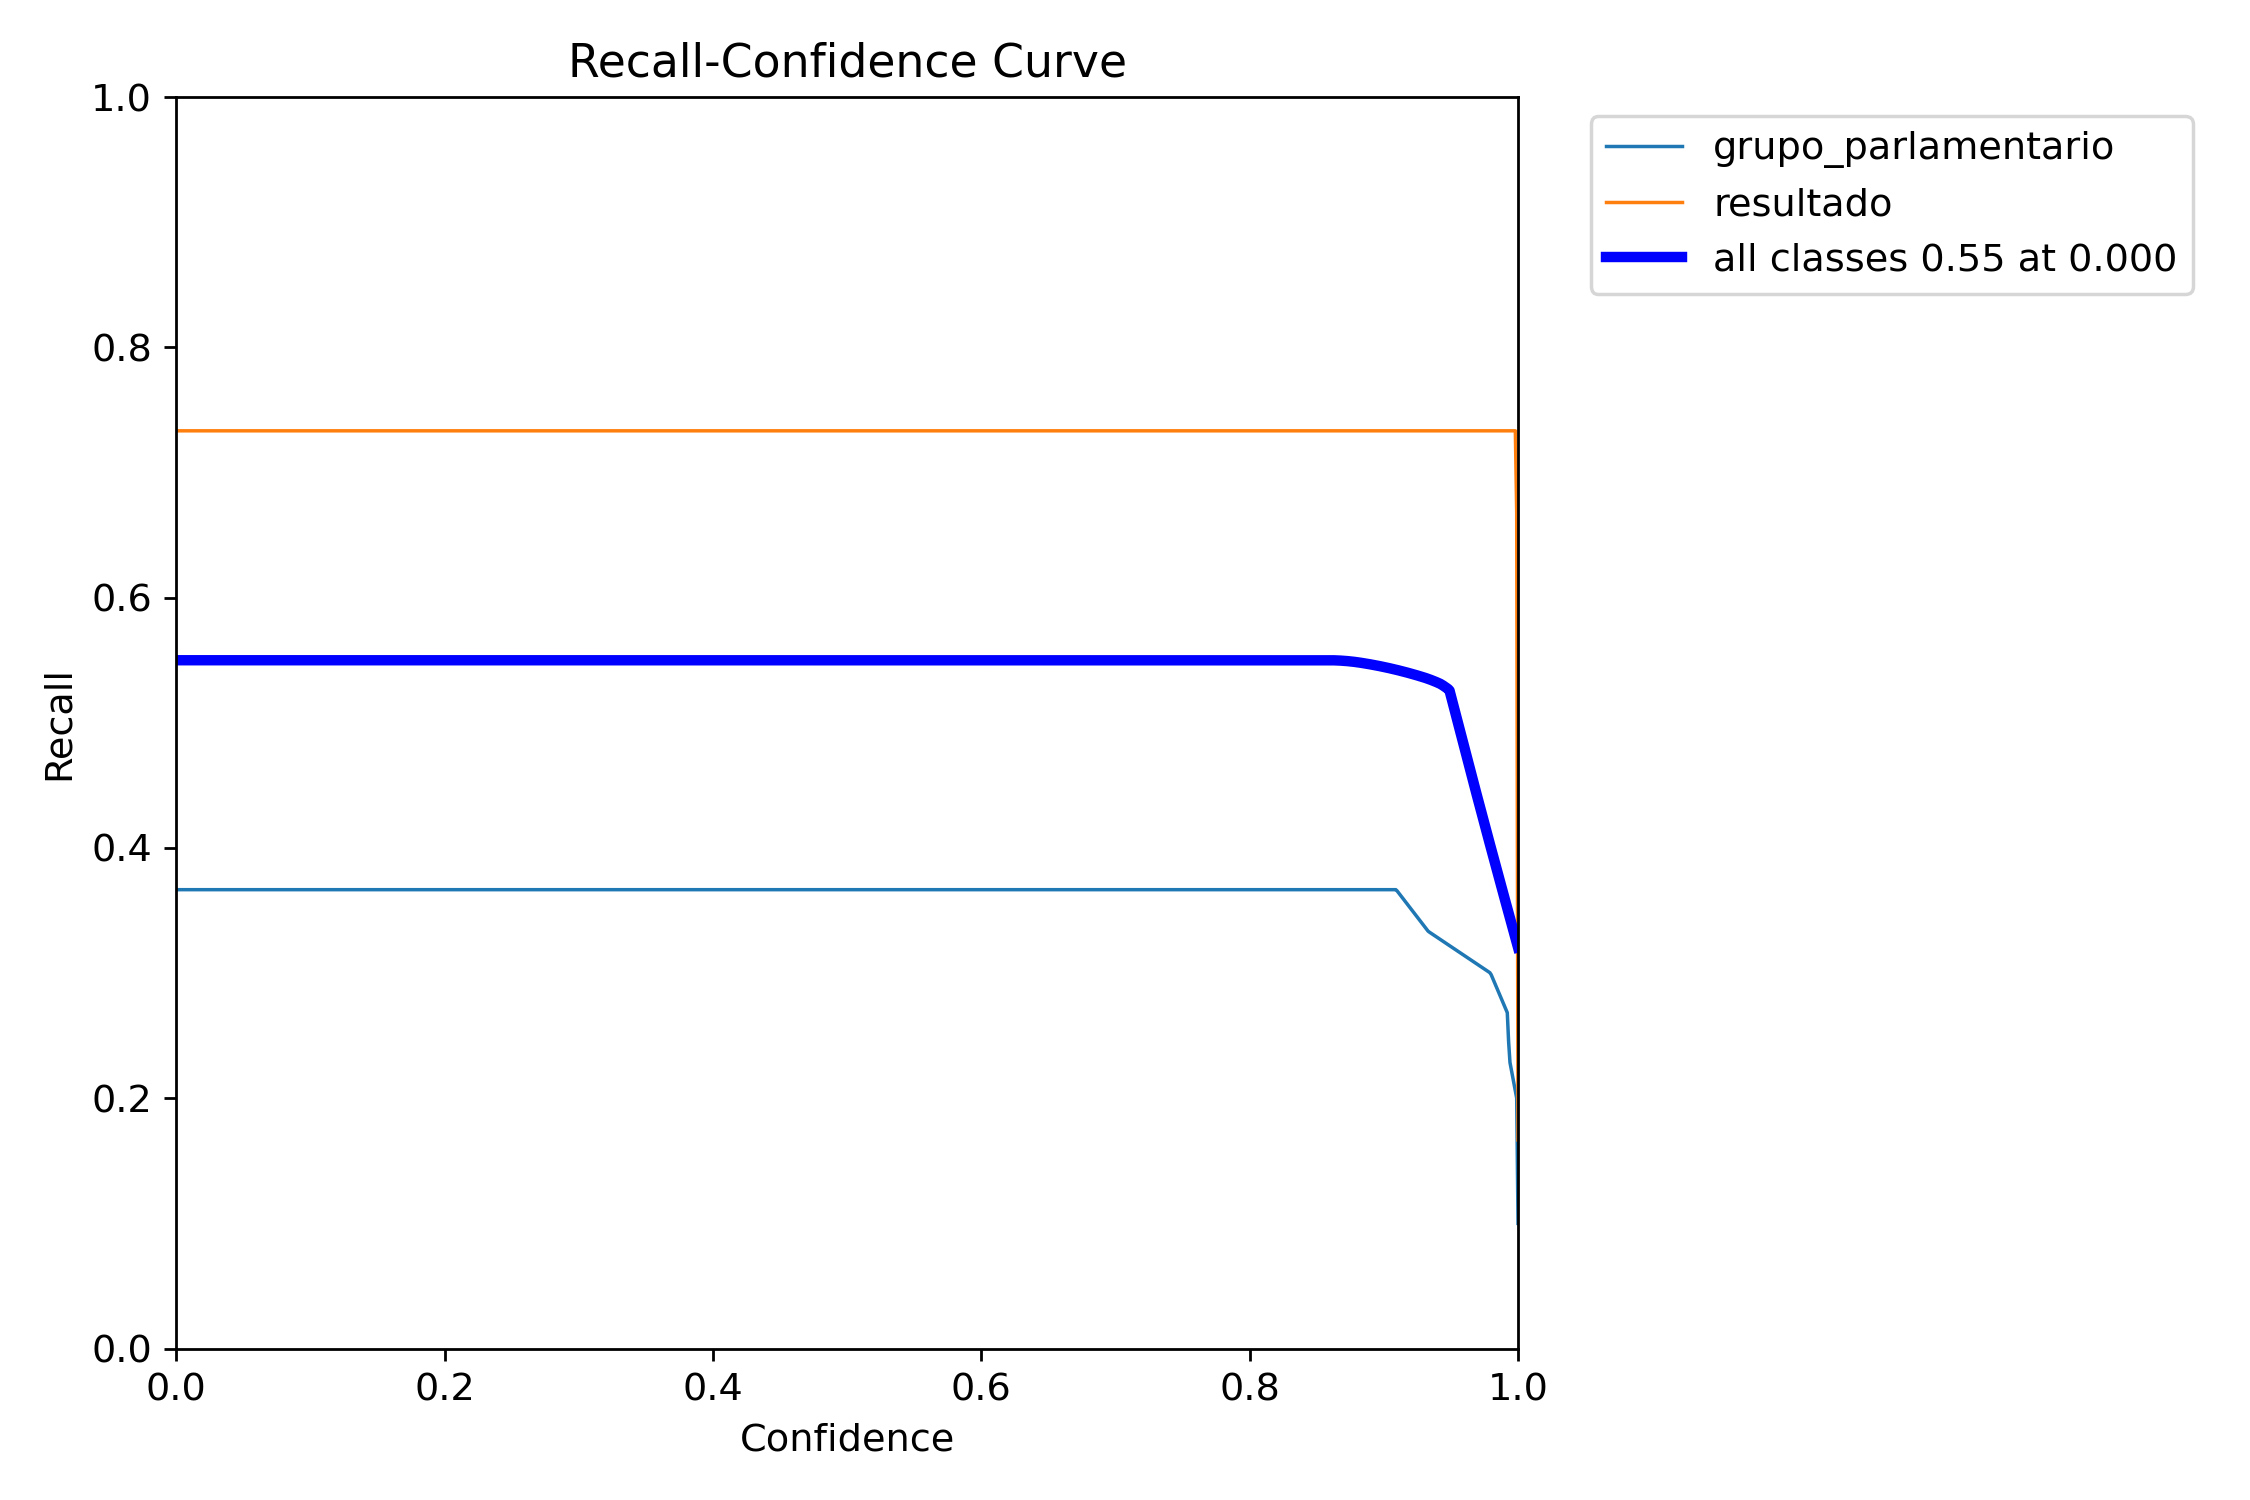 Recall-Confidence Curve
1.0
0.8
0.6
0.4
0.2
0.0
Recall
0.0 0.2 0.4 0.6 0.8 1.0
Confidence
grupo_parlamentario
resultado
all classes 0.55 at 0.000